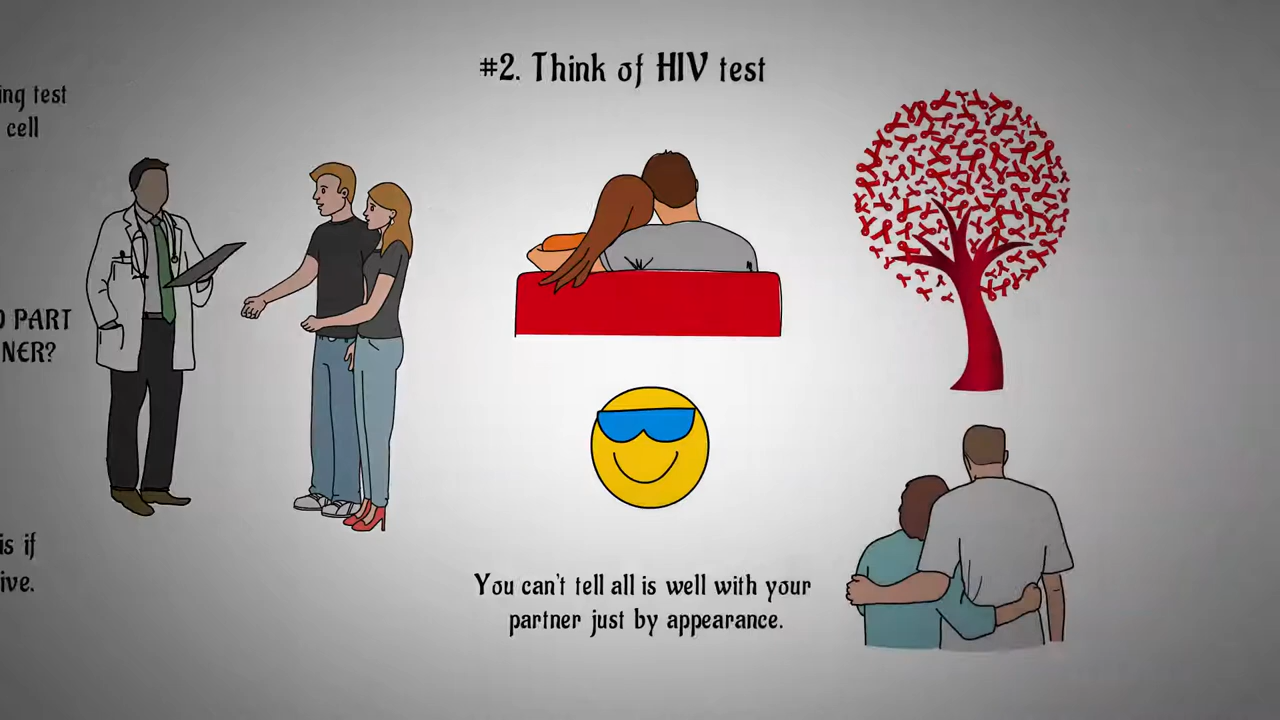 #2. Think of HIV test
ing test
cell
PART
NER?
is if
ive.
You can't tell all is well with your
partner just by appearance.